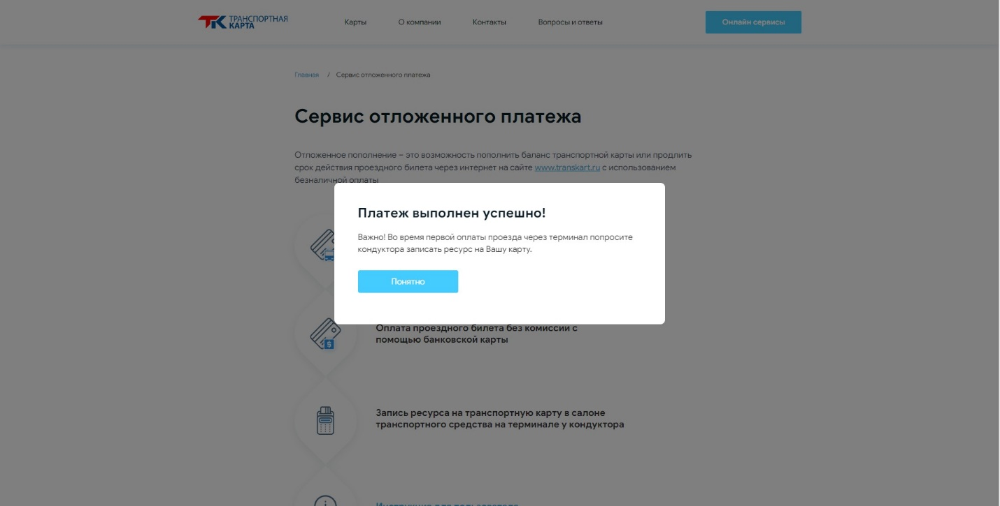 ТРАНСПОРТНАЯ
КАРТА
Карты
О компании
Контакты
Вопросы и ответы
Онлайн сервисы
Главная / Сервис отложенного платежа
Сервис отложенного платежа
Отложенное пополнение – это возможность пополнить баланс транспортной карты или продлить
срок действия проездного билета через интернет на сайте www.transkart.ru с использованием
безналичной оплаты
Платеж выполнен успешно!
Важно! Во время первой оплаты проезда через терминал попросите
кондуктора записать ресурс на Вашу карту.
Понятно
Оплата проездного билета без комиссии с
помощью банковской карты
Запись ресурса на транспортную карту в салоне
транспортного средства на терминале у кондуктора
Инструкция для пользователя